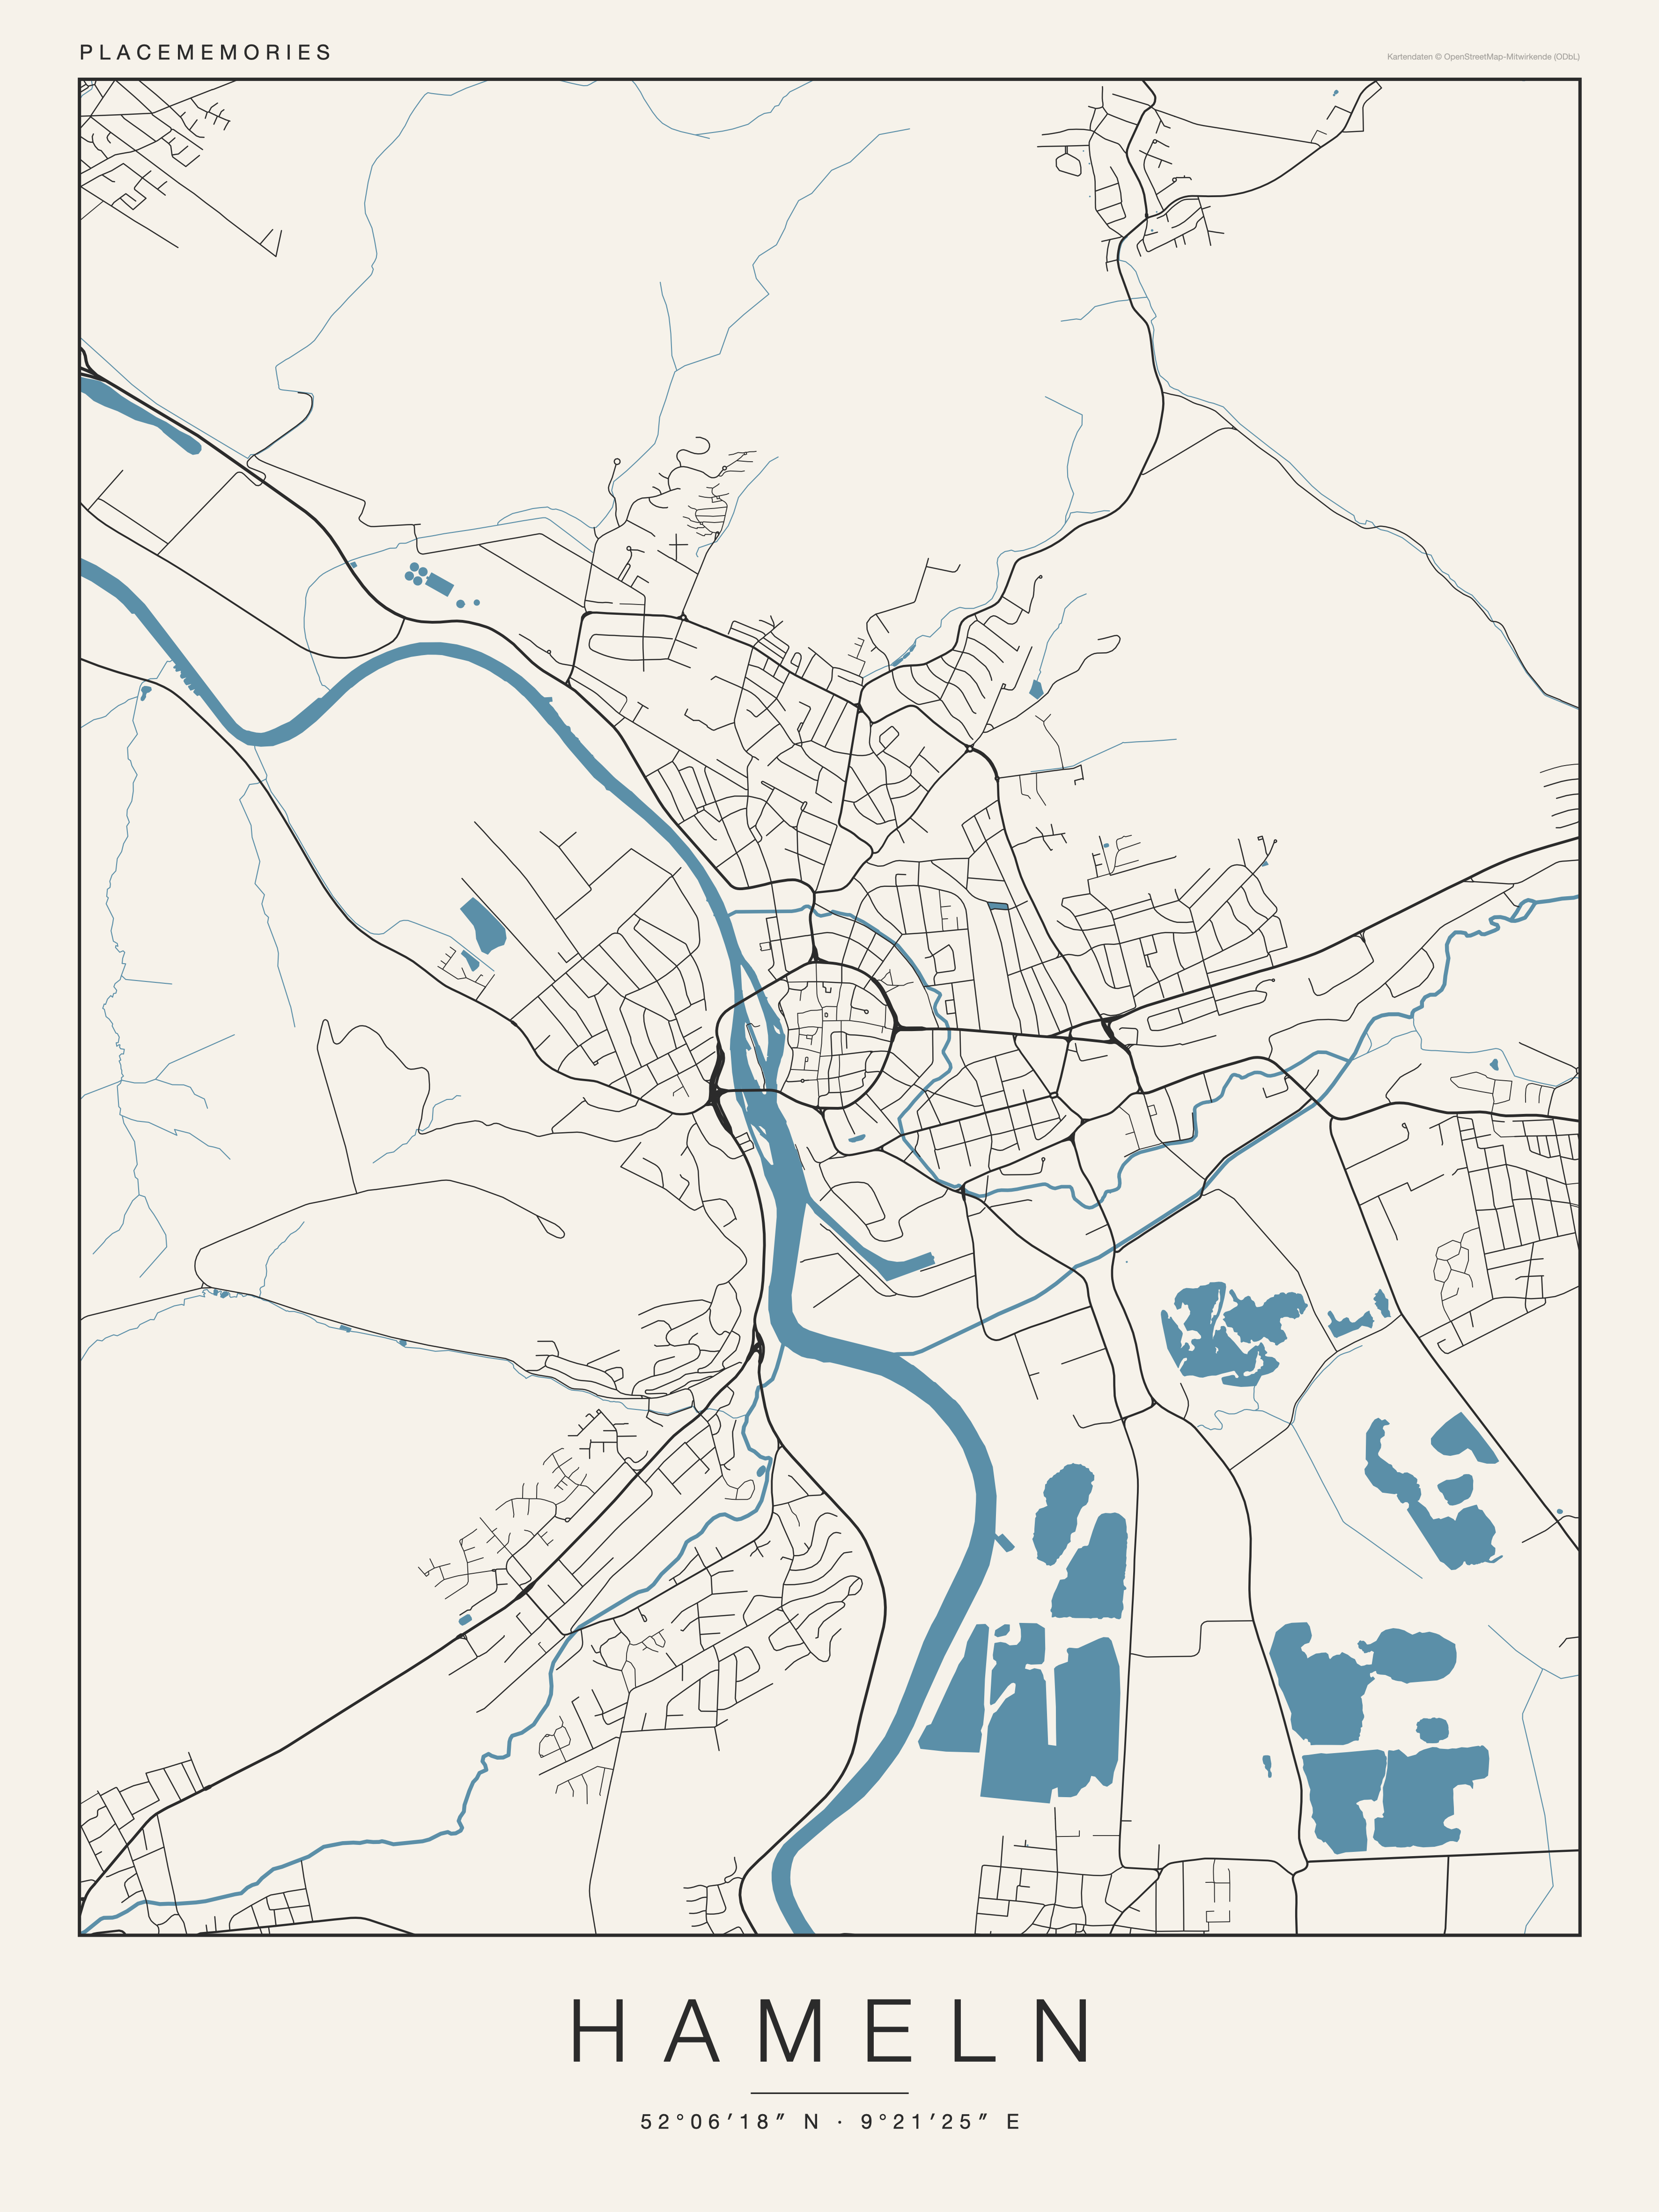 PLACEMEMORIES
Kartendaten © OpenStreetMap-Mitwirkende (ODbL)
HAMELN
52°06′18″ N · 9°21′25″ E